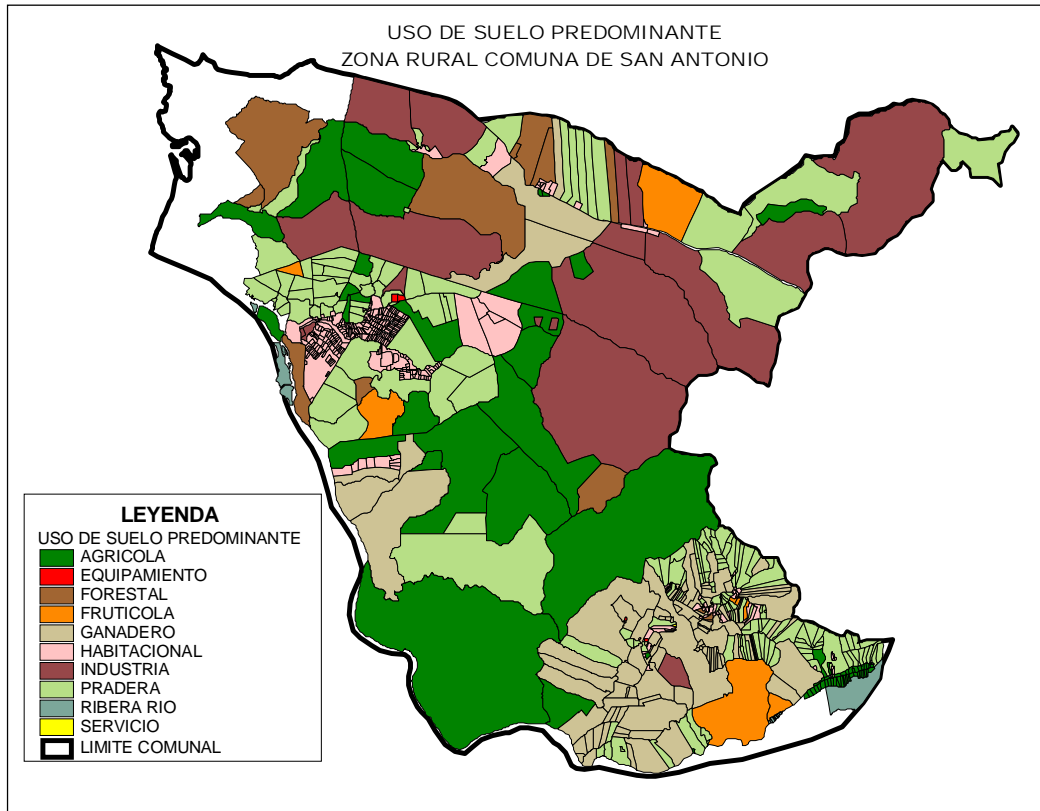 USO DE SUELO PREDOMINANTE
ZONA RURAL COMUNA DE SAN ANTONIO
LEYENDA
USO DE SUELO PREDOMINANTE
AGRICOLA
EQUIPAMIENTO
FORESTAL
FRUTICOLA
GANADERO
HABITACIONAL
INDUSTRIA
PRADERA
RIBERA RIO
SERVICIO
LIMITE COMUNAL